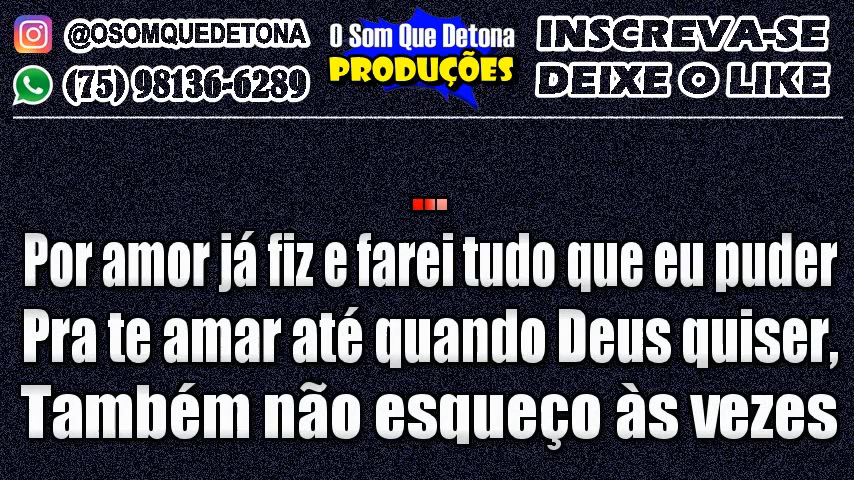 @OSOMQUEDETONA
(75) 98136-6289
O Som Que Detona
PRODUÇÕES
INSCREVA-SE
DEIXE O LIKE
Por amor já fiz e farei tudo que eu puder
Pra te amar até quando Deus quiser,
Também não esqueço às vezes